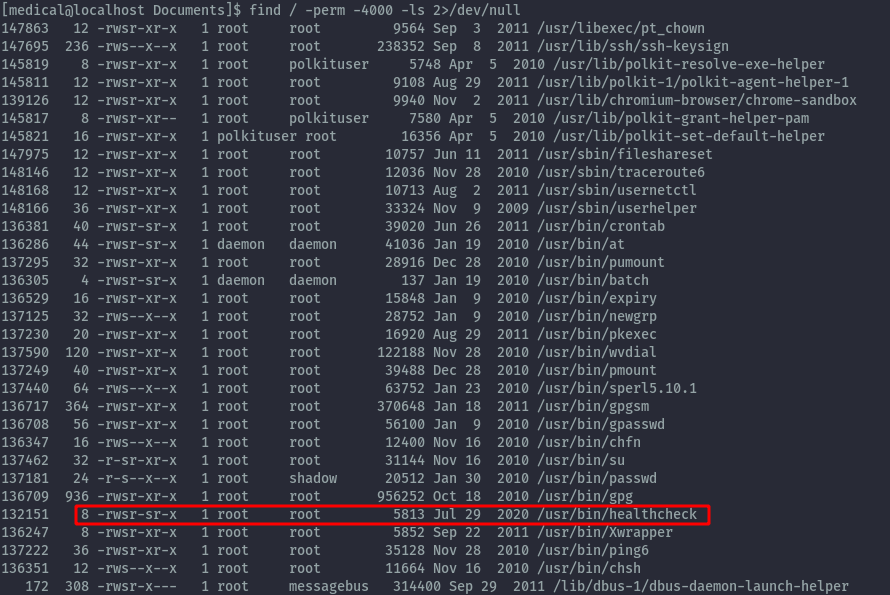 [medical@localhost Documents]$ find / -perm -4000 -ls 2>/dev/null
147863   12 -rwsr-xr-x   1 root     root         9564 Sep  3  2011 /usr/libexec/pt_chown
147695  236 -rws--x--x   1 root     root       238352 Sep  8  2011 /usr/lib/ssh/ssh-keysign
145819    8 -rwsr-xr-x   1 root     polkituser     5748 Apr  5  2010 /usr/lib/polkit-resolve-exe-helper
145811   12 -rwsr-xr-x   1 root     root         9108 Aug 29  2011 /usr/lib/polkit-1/polkit-agent-helper-1
139126   12 -rwsr-xr-x   1 root     root         9940 Nov  2  2011 /usr/lib/chromium-browser/chrome-sandbox
145817    8 -rwsr-xr--   1 root     polkituser     7580 Apr  5  2010 /usr/lib/polkit-grant-helper-pam
145821   16 -rwsr-xr-x   1 polkituser root        16356 Apr  5  2010 /usr/lib/polkit-set-default-helper
147975   12 -rwsr-xr-x   1 root     root        10757 Jun 11  2011 /usr/sbin/fileshareset
148146   12 -rwsr-xr-x   1 root     root        12036 Nov 28  2010 /usr/sbin/traceroute6
148168   12 -rwsr-xr-x   1 root     root        10713 Aug  2  2011 /usr/sbin/usernetctl
148166   36 -rwsr-xr-x   1 root     root        33324 Nov  9  2009 /usr/sbin/userhelper
136381   40 -rwsr-sr-x   1 root     root        39020 Jun 26  2011 /usr/bin/crontab
136286   44 -rwsr-sr-x   1 daemon   daemon      41036 Jan 19  2010 /usr/bin/at
137295   32 -rwsr-xr-x   1 root     root        28916 Dec 28  2010 /usr/bin/pumount
136305    4 -rwsr-sr-x   1 daemon   daemon        137 Jan 19  2010 /usr/bin/batch
136529   16 -rwsr-xr-x   1 root     root        15848 Jan  9  2010 /usr/bin/expiry
137125   32 -rws--x--x   1 root     root        28752 Jan  9  2010 /usr/bin/newgrp
137230   20 -rwsr-xr-x   1 root     root        16920 Aug 29  2011 /usr/bin/pkexec
137590  120 -rwsr-xr-x   1 root     root       122188 Nov 28  2010 /usr/bin/wvdial
137249   40 -rwsr-xr-x   1 root     root        39488 Dec 28  2010 /usr/bin/pmount
137440   64 -rws--x--x   1 root     root        63752 Jan 23  2010 /usr/bin/sperl5.10.1
136717  364 -rwsr-xr-x   1 root     root       370648 Jan 18  2011 /usr/bin/gpgsm
136708   56 -rwsr-xr-x   1 root     root        56100 Jan  9  2010 /usr/bin/gpasswd
136347   16 -rws--x--x   1 root     root        12400 Nov 16  2010 /usr/bin/chfn
137462   32 -r-sr-xr-x   1 root     root        31144 Nov 16  2010 /usr/bin/su
137181   24 -r-s--x--x   1 root     shadow      20512 Jan 30  2010 /usr/bin/passwd
136709  936 -rwsr-xr-x   1 root     root       956252 Oct 18  2010 /usr/bin/gpg
132151    8 -rwsr-sr-x   1 root     root         5813 Jul 29  2020 /usr/bin/healthcheck
136247    8 -rwsr-xr-x   1 root     root         5852 Sep 22  2011 /usr/bin/Xwrapper
137222   36 -rwsr-xr-x   1 root     root        35128 Nov 28  2010 /usr/bin/ping6
136351   12 -rws--x--x   1 root     root        11664 Nov 16  2010 /usr/bin/chsh
   172  308 -rwsr-x---   1 root     messagebus   314400 Sep 29  2011 /lib/dbus-1/dbus-daemon-launch-helper